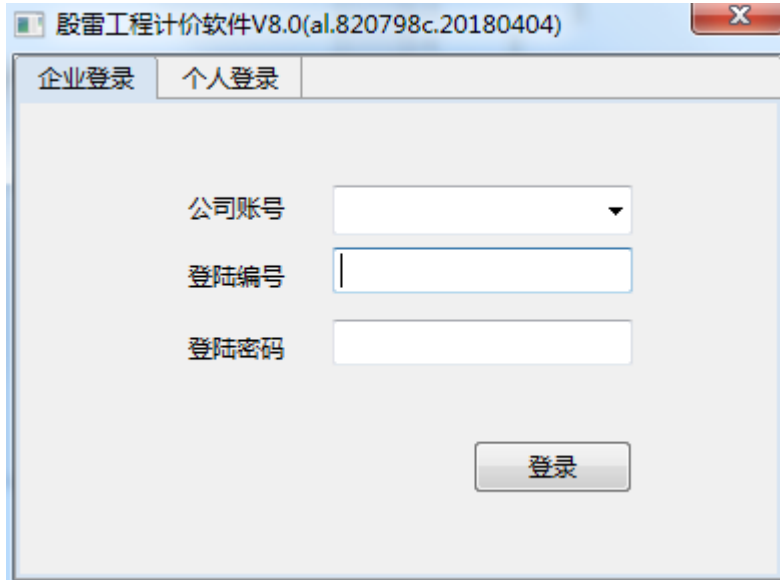 殷雷工程计价软件V8.0(al.820798c.20180404)
企业登录 个人登录
公司账号
登陆编号
登陆密码
登录